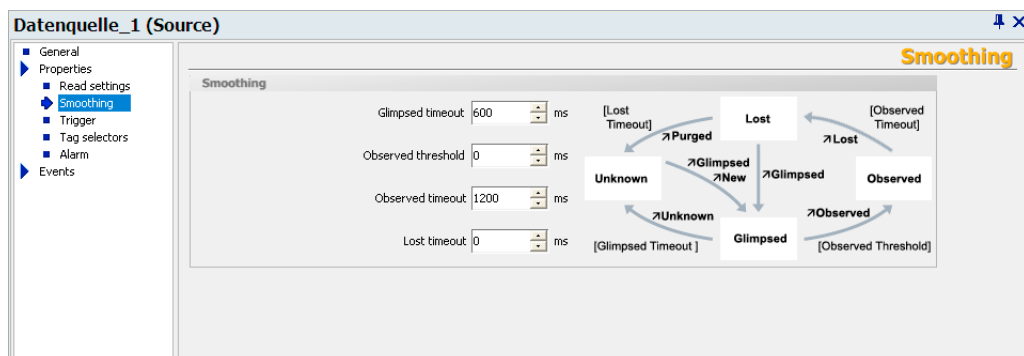 Datenquelle_1 (Source)
General
Properties
Read settings
Smoothing
Trigger
Tag selectors
Alarm
Events
Smoothing
Smoothing
Glimpsed timeout 600 ms
Observed threshold 0 ms
Observed timeout 1200 ms
Lost timeout 0 ms
[Lost
Timeout]
Lost
[Observed
Timeout]
↗Purged
↗Lost
↗Glimpsed
↗New
↗Glimpsed
Unknown
Observed
↗Unknown
↗Observed
Glimpsed
[Glimpsed Timeout ]
[Observed Threshold]